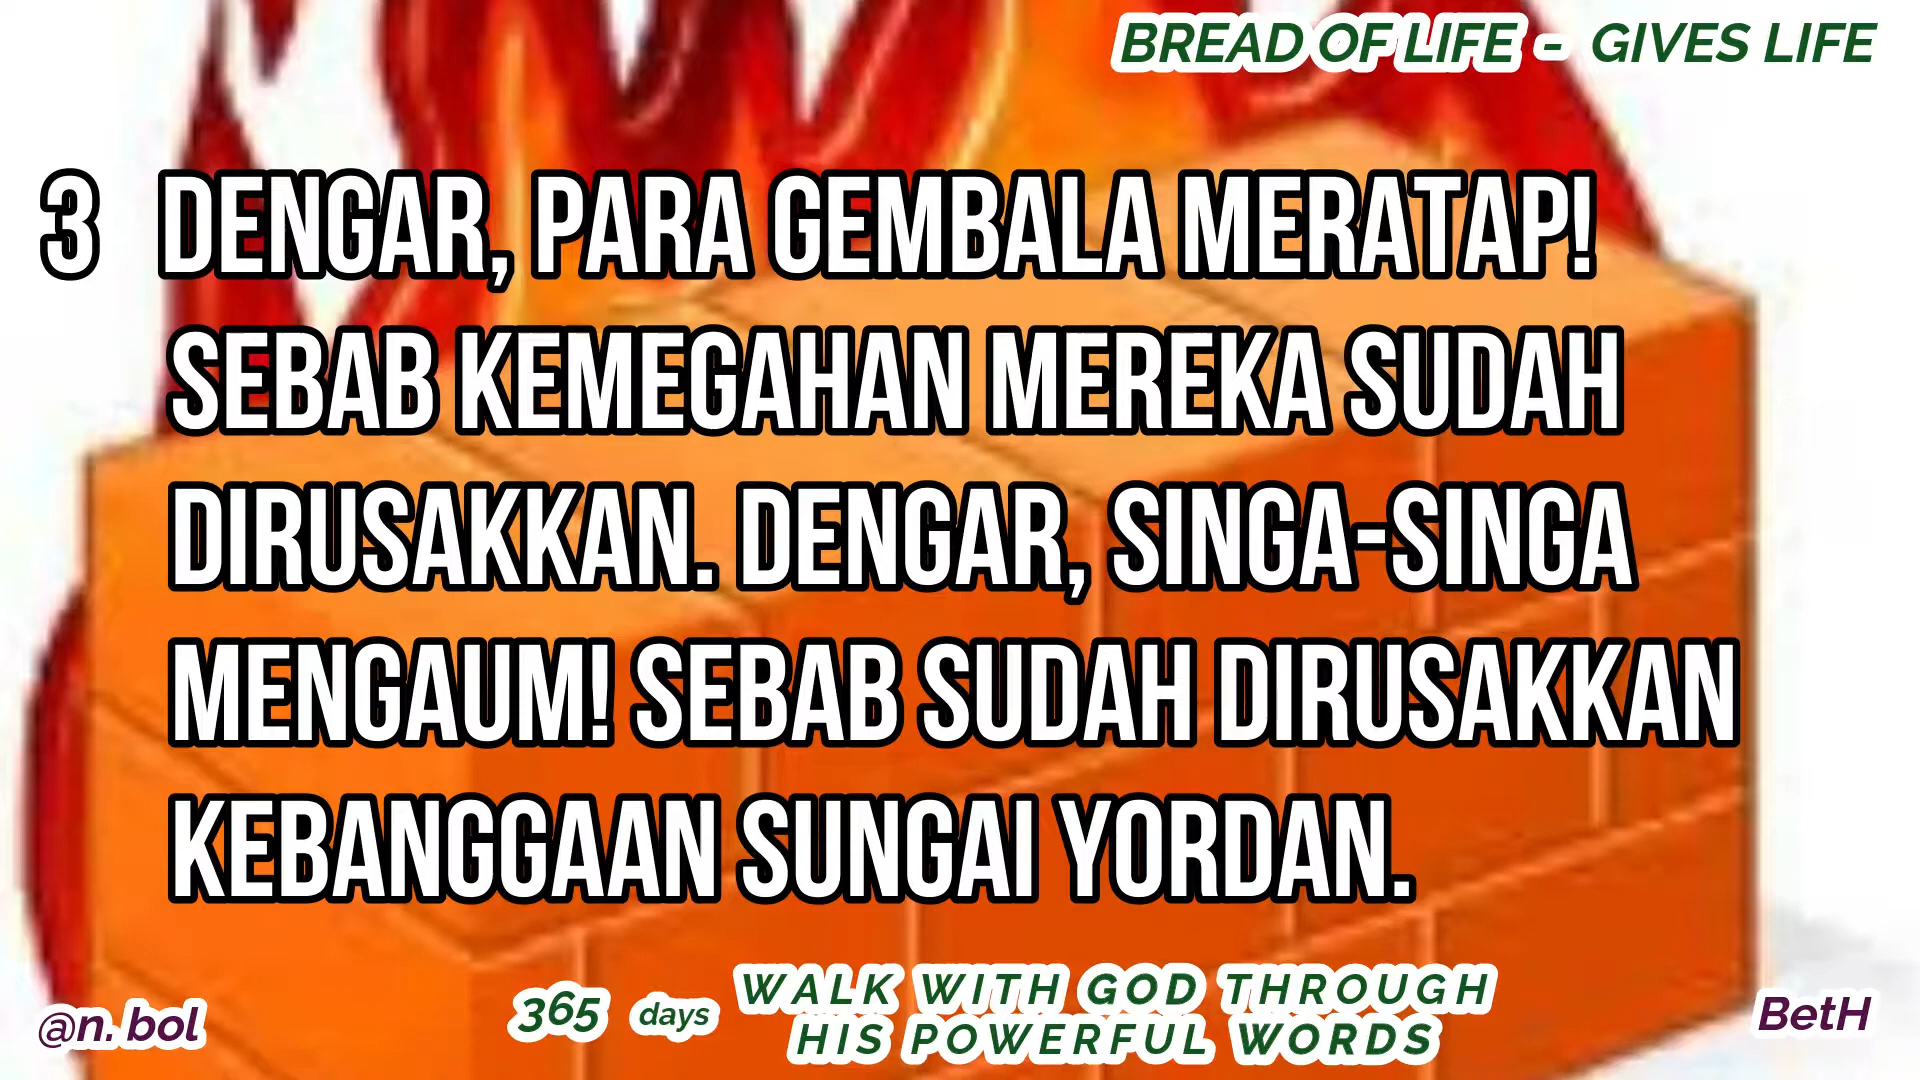 BREAD OF LIFE - GIVES LIFE
3 DENGAR, PARA GEMBALA MERATAP!
SEBAB KEMEGAHAN MEREKA SUDAH
DIRUSAKKAN. DENGAR, SINGA-SINGA
MENGAUM! SEBAB SUDAH DIRUSAKKAN
KEBANGGAAN SUNGAI YORDAN.
@n.bol
365 days
WALK WITH GOD THROUGH
HIS POWERFUL WORDS
BetH